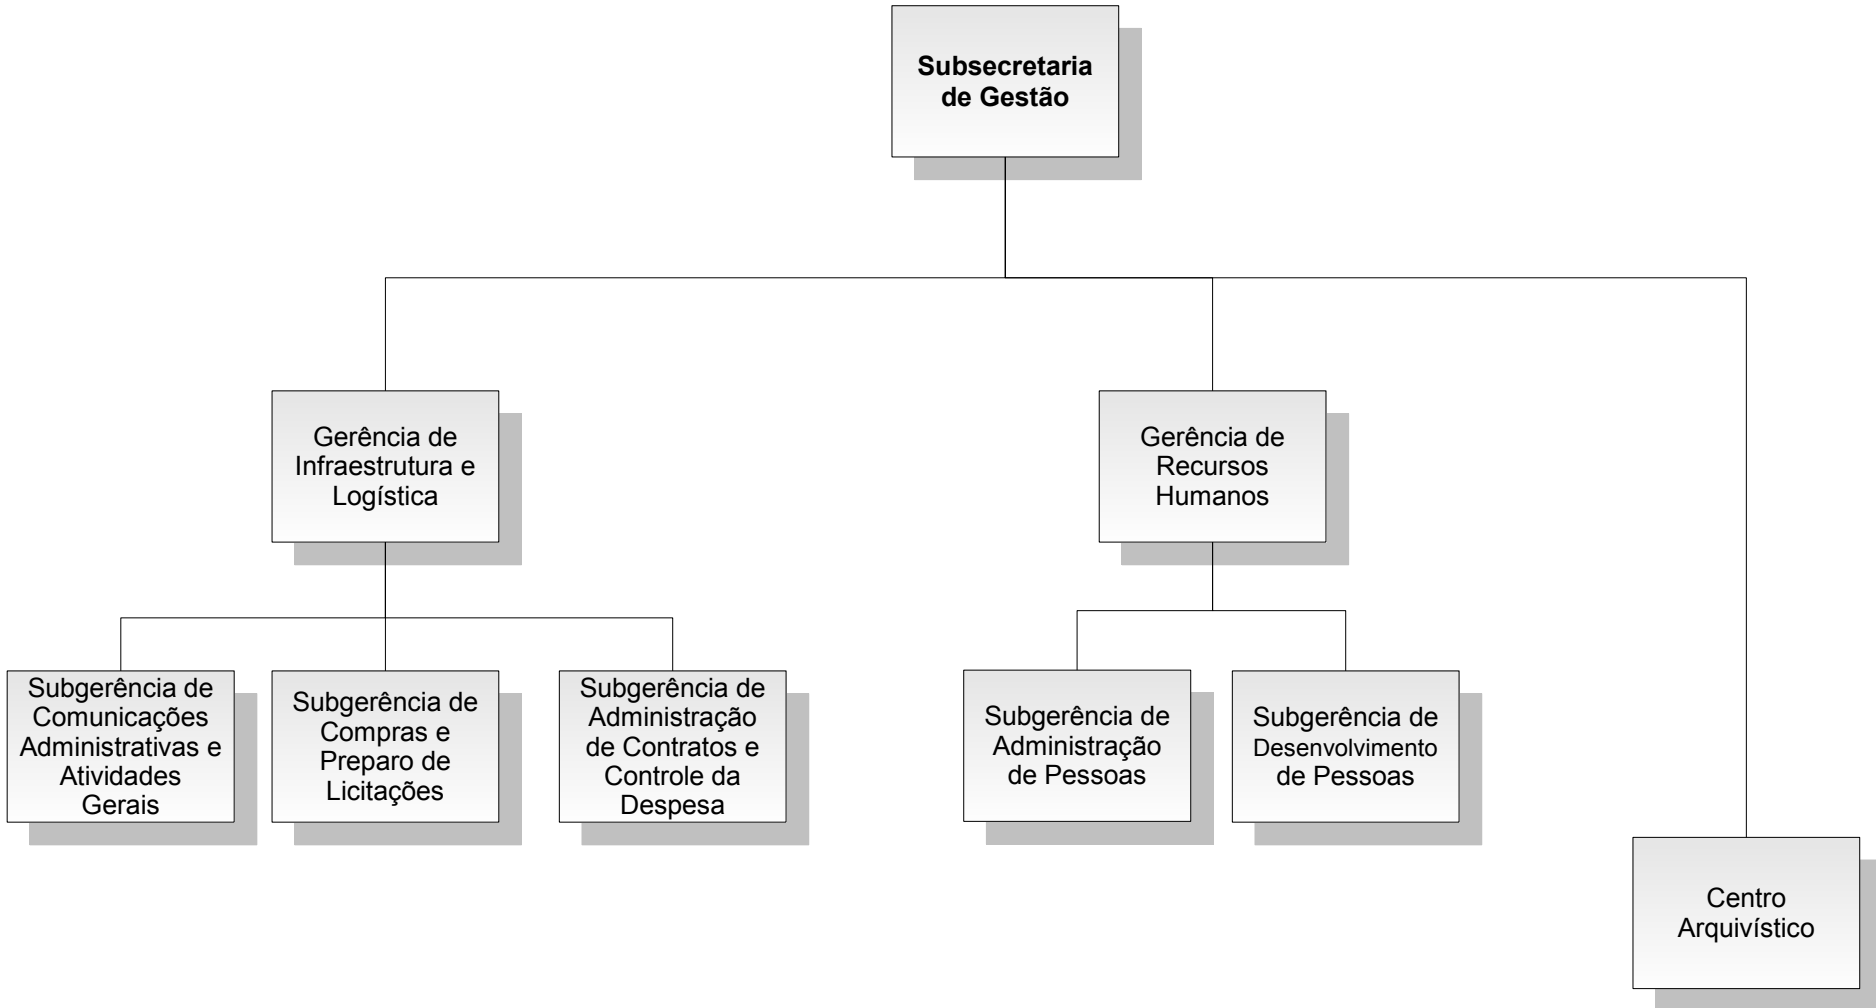 Subsecretaria
de Gestão
Gerência de
Infraestrutura e
Logística
Gerência de
Recursos
Humanos
Subgerência de
Comunicações
Administrativas e
Atividades
Gerais
Subgerência de
Compras e
Preparo de
Licitações
Subgerência de
Administração
de Contratos e
Controle da
Despesa
Subgerência de
Administração
de Pessoas
Subgerência de
Desenvolvimento
de Pessoas
Centro
Arquivístico